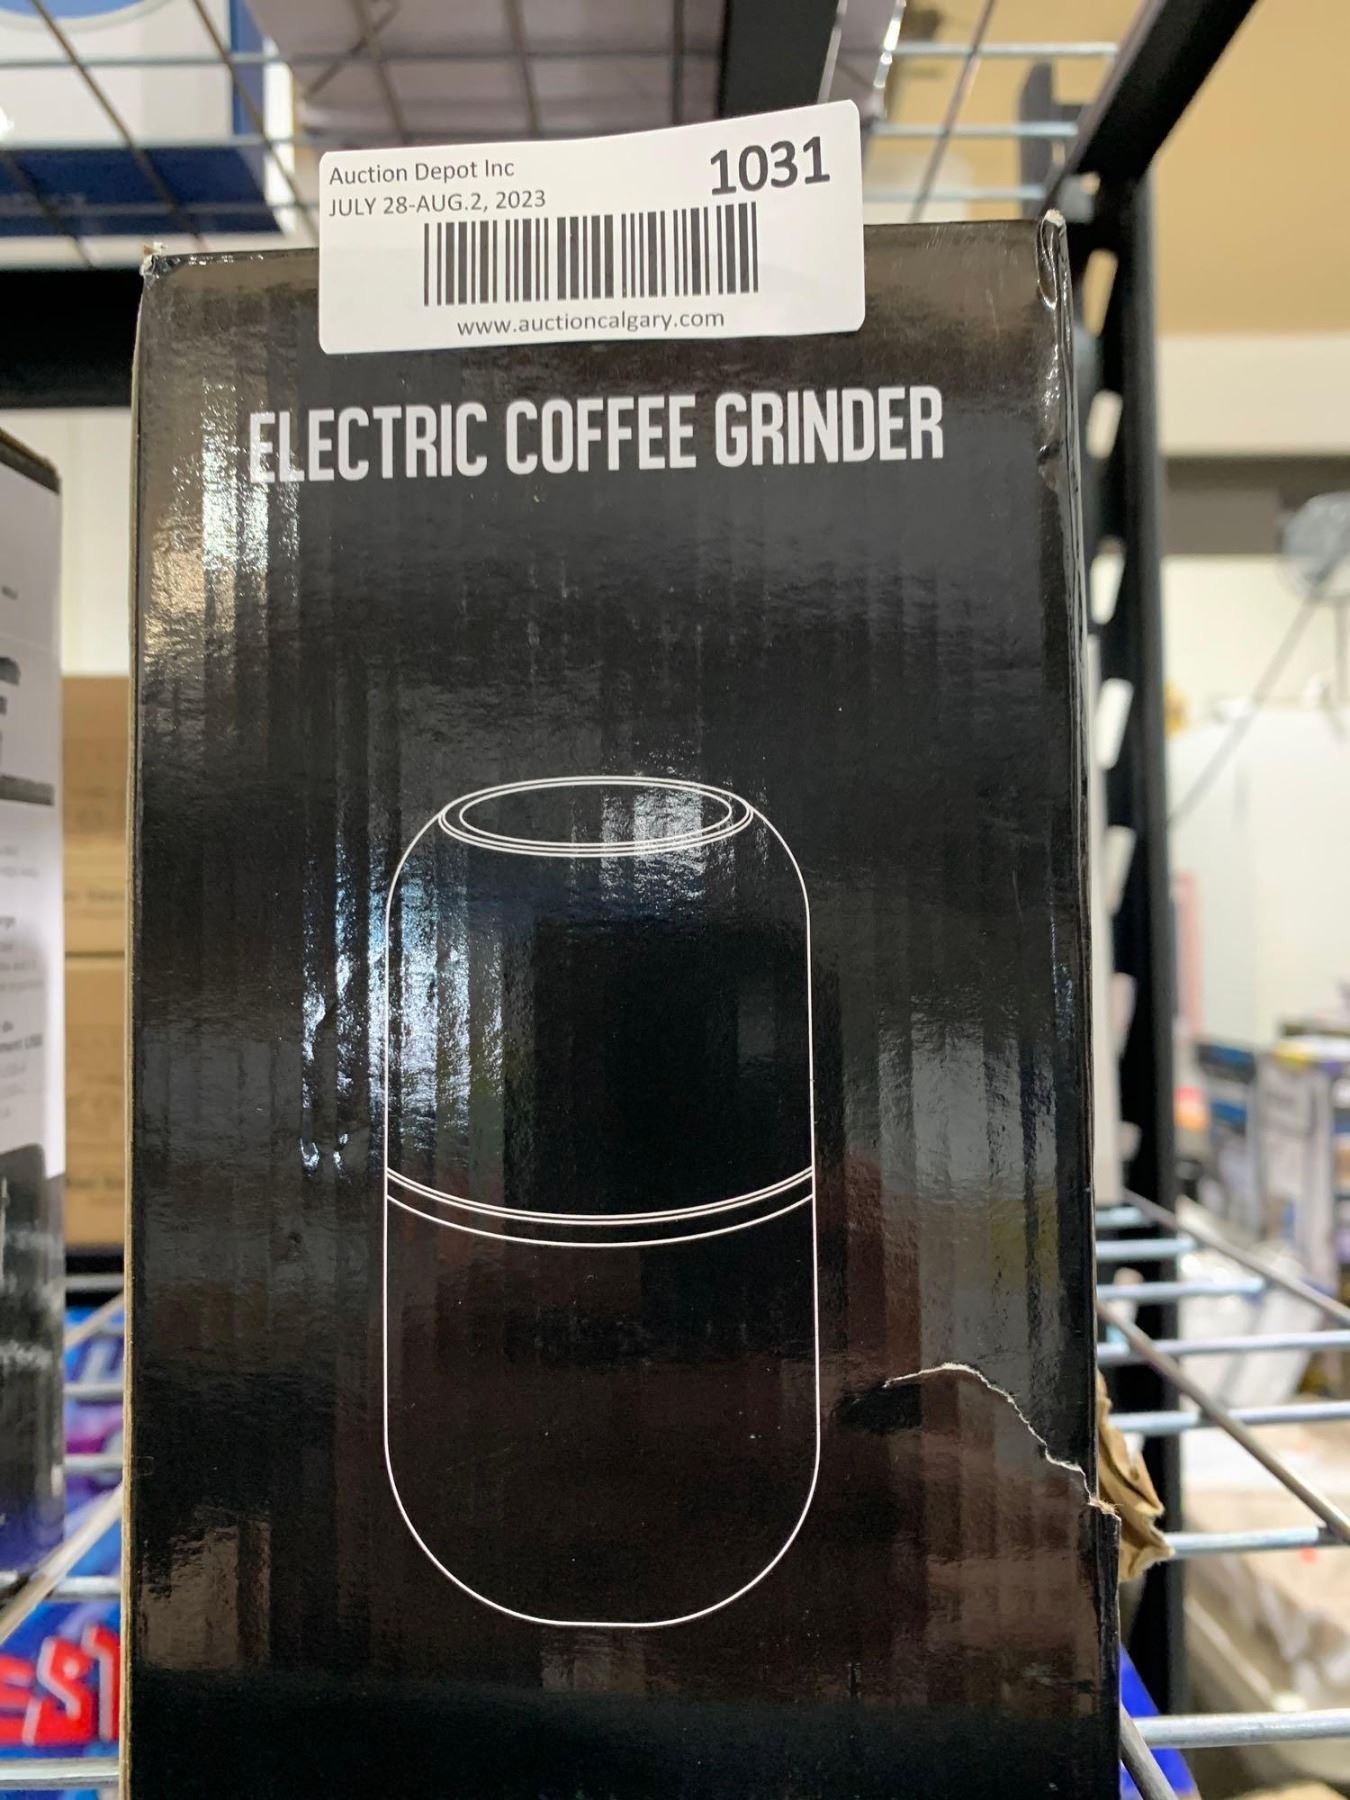 Auction Depot Inc
1031
JULY 28-AUG.2, 2023
www.auctioncalgary.com
ELECTRIC COFFEE GRINDER